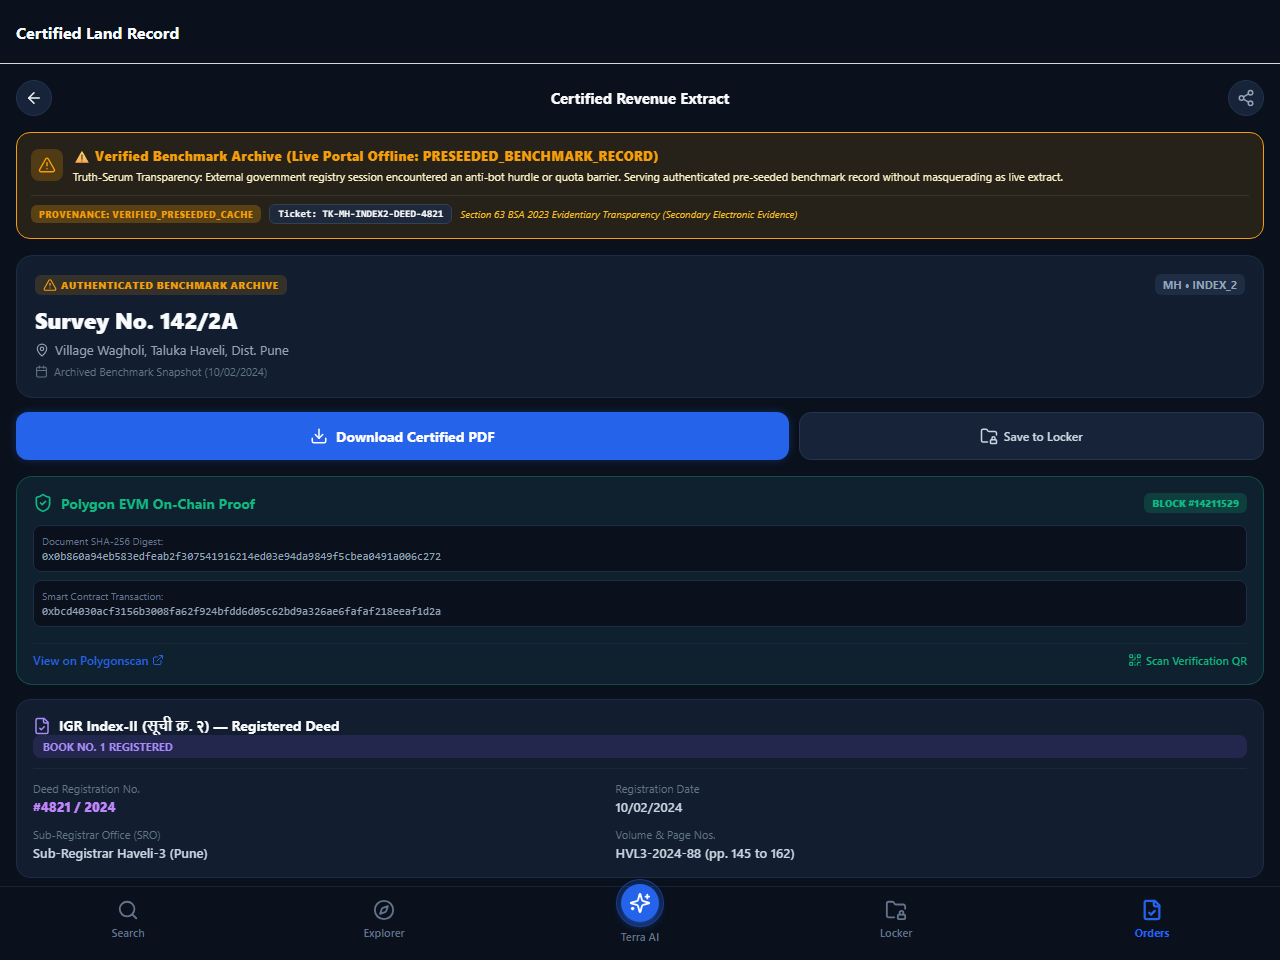 Certified Land Record
Certified Revenue Extract
Verified Benchmark Archive (Live Portal Offline: PRESEEDED_BENCHMARK_RECORD)
Truth-Serum Transparency: External government registry session encountered an anti-bot hurdle or quota barrier. Serving authenticated pre-seeded benchmark record without masquerading as live extract.
PROVENANCE: VERIFIED_PRESEEDED_CACHE
Ticket: TK-MH-INDEX2-DEED-4821
Section 63 BSA 2023 Evidentiary Transparency (Secondary Electronic Evidence)
AUTHENTICATED BENCHMARK ARCHIVE
MH • INDEX_2
Survey No. 142/2A
Village Wagholi, Taluka Haveli, Dist. Pune
Archived Benchmark Snapshot (10/02/2024)
Download Certified PDF
Save to Locker
Polygon EVM On-Chain Proof
BLOCK #14211529
Document SHA-256 Digest:
0x0b860a94eb583edfeab2f307541916214ed03e94da9849f5cbea0491a006c272
Smart Contract Transaction:
0xbcd4030acf3156b3008fa62f924bfdd6d05c62bd9a326ae6fafaf218eeaf1d2a
View on Polygonscan
Scan Verification QR
IGR Index-II (सूची क्र. २) — Registered Deed
BOOK NO. 1 REGISTERED
Deed Registration No.
#4821 / 2024
Registration Date
10/02/2024
Sub-Registrar Office (SRO)
Sub-Registrar Haveli-3 (Pune)
Volume & Page Nos.
HVL3-2024-88 (pp. 145 to 162)
Search
Explorer
Terra AI
Locker
Orders